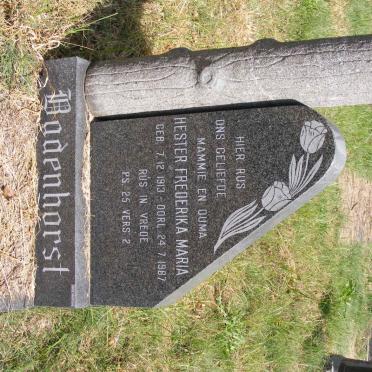 HIER RUS
ONS GELIEFDE
MAMMIE EN OUMA
HESTER FREDERIKA MARIA
GEB. 7.12.1913 - OORL. 24.7.1987
RUS IN VREDE
PS. 25 VERS 2
Badenhorst